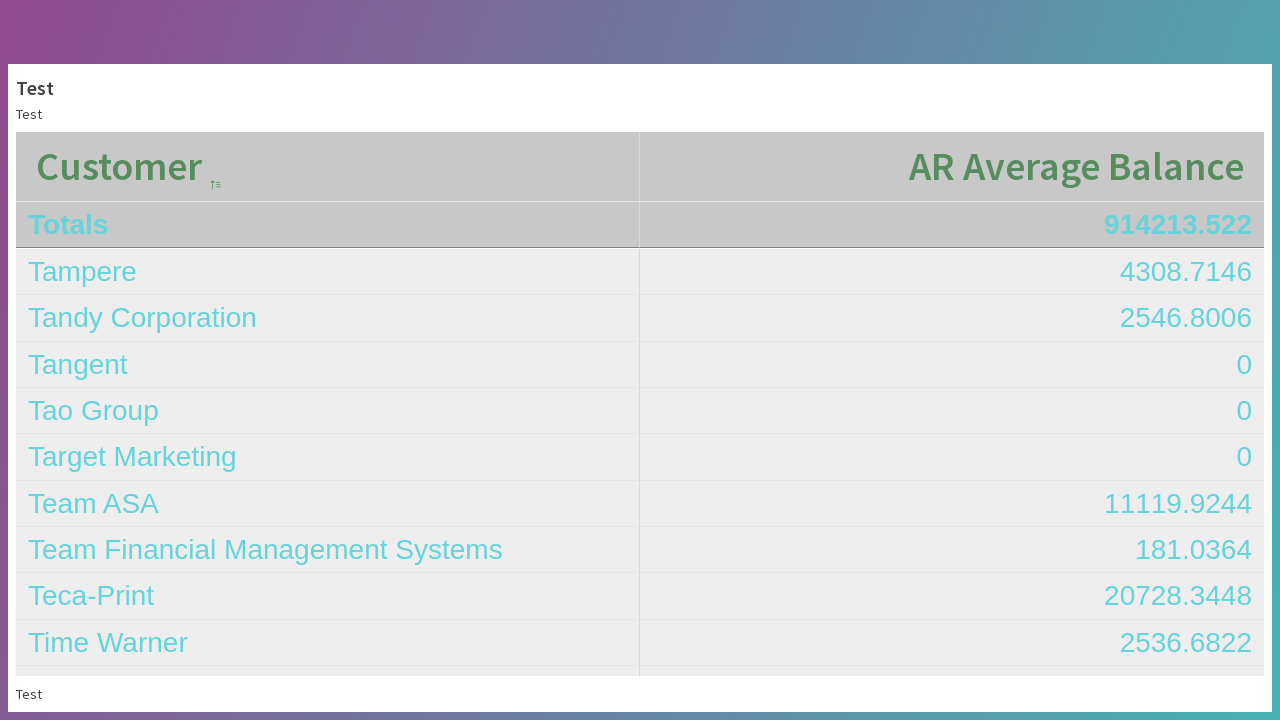 Test
Test
Customer AR Average Balance
Totals 914213.522
Tampere 4308.7146
Tandy Corporation 2546.8006
Tangent 0
Tao Group 0
Target Marketing 0
Team ASA 11119.9244
Team Financial Management Systems 181.0364
Teca-Print 20728.3448
Time Warner 2536.6822
Test